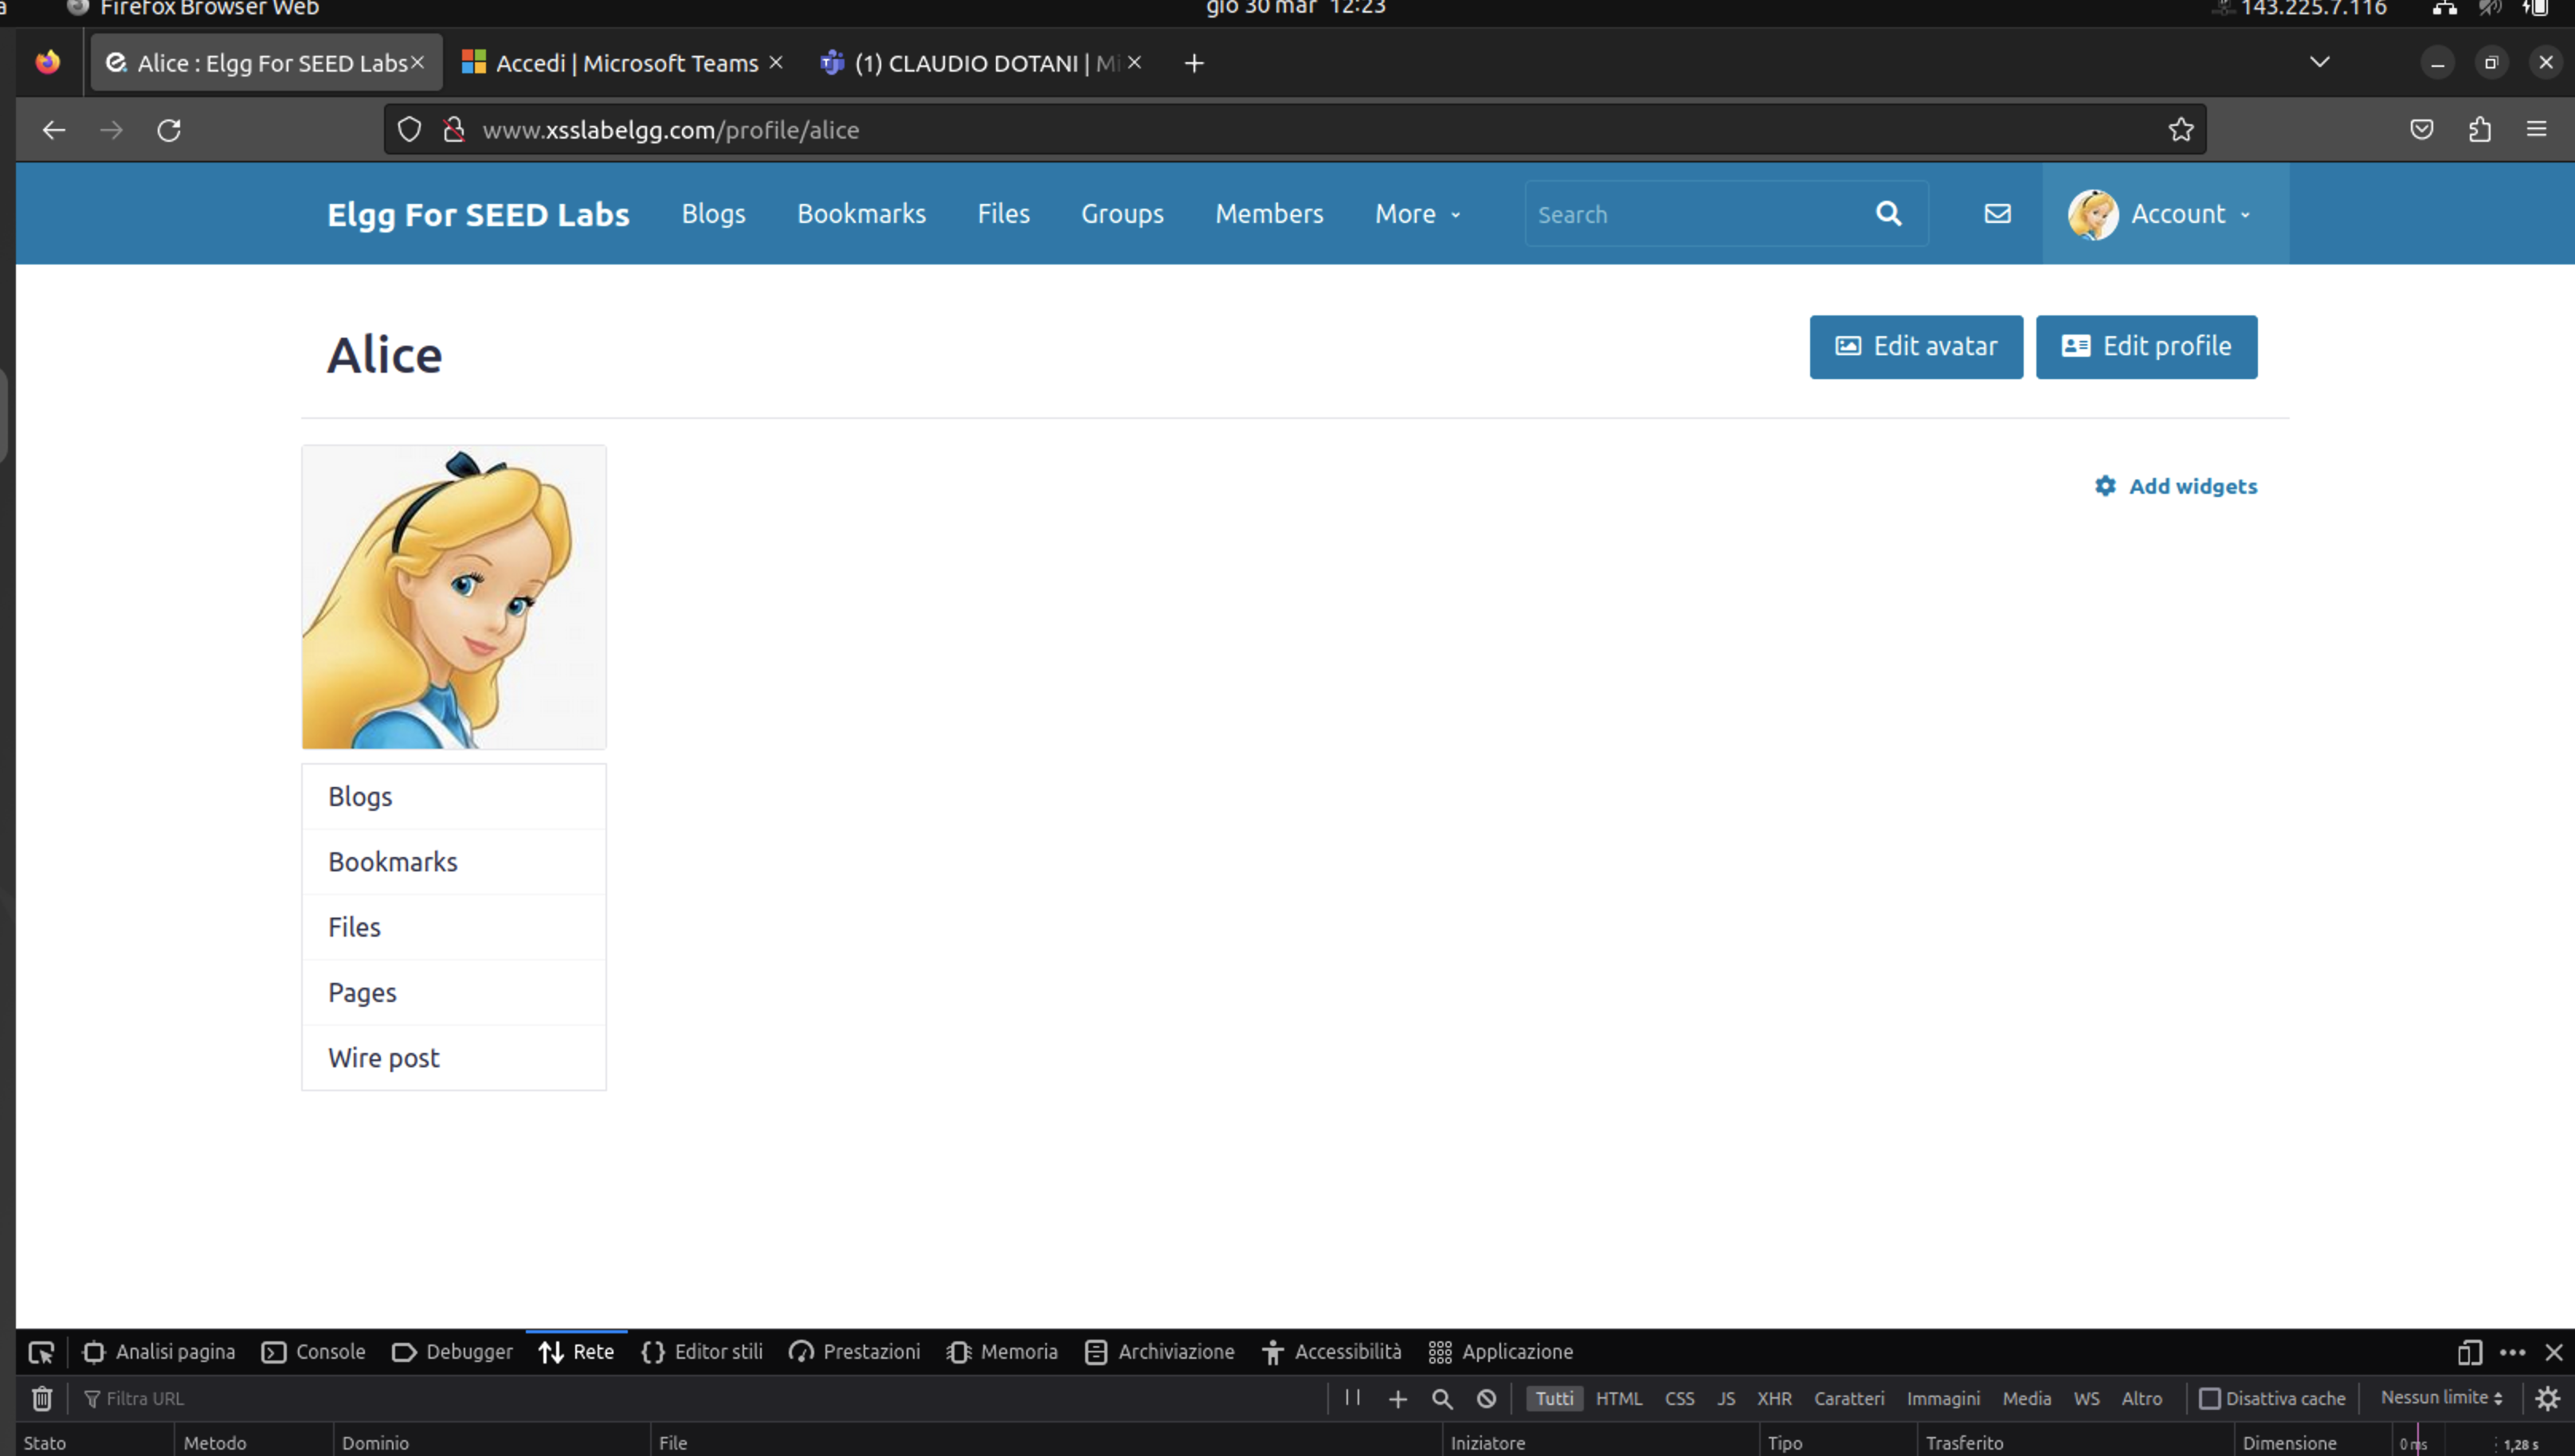 Firefox Browser Web gio 30 mar 12:23 143.225.7.116
Alice : Elgg For SEED Labs Accedi | Microsoft Teams (1) CLAUDIO DOTANI | Mi
www.xsslabelgg.com/profile/alice
Elgg For SEED Labs Blogs Bookmarks Files Groups Members More Search Account
Alice Edit avatar Edit profile
Add widgets
Blogs
Bookmarks
Files
Pages
Wire post
Analisi pagina Console Debugger Rete Editor stili Prestazioni Memoria Archiviazione Accessibilità Applicazione
Filtra URL Tutti HTML CSS JS XHR Caratteri Immagini Media WS Altro Disattiva cache Nessun limite
Stato Metodo Dominio File Iniziatore Tipo Trasferito Dimensione 0 ms 1,28 s